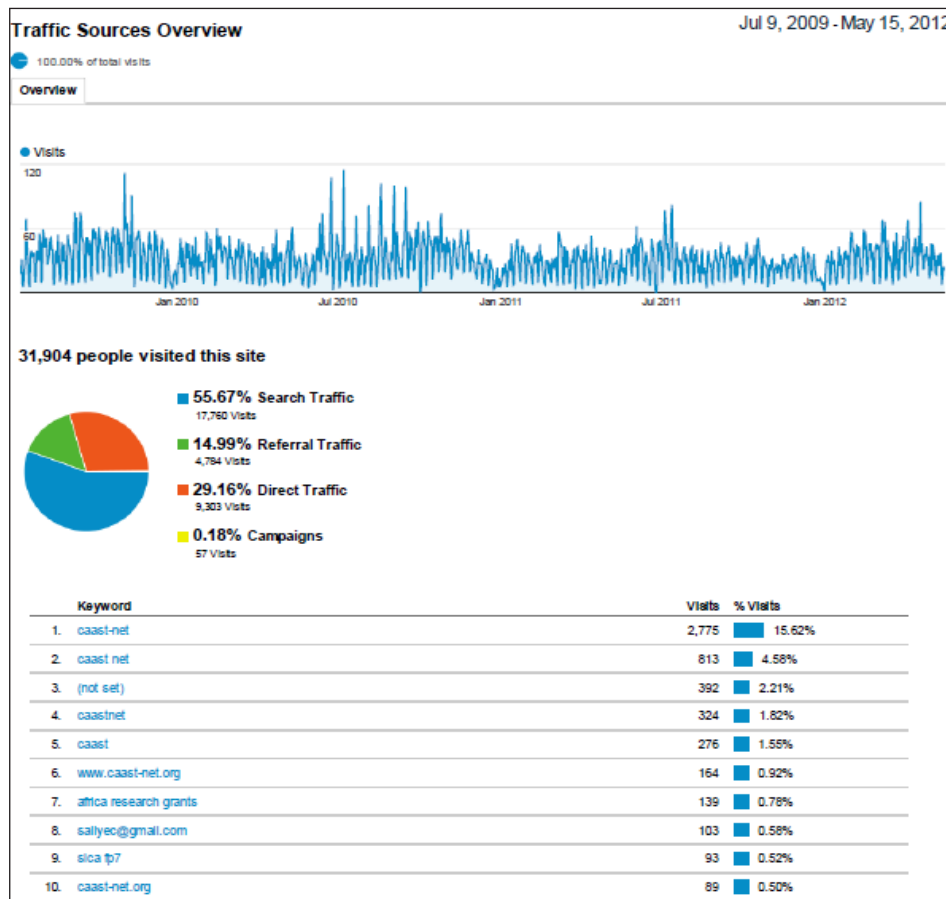 Traffic Sources Overview
Jul 9, 2009 - May 15, 2012
100.00% of total visits
Overview
Visits
120
60
Jan 2010 Jul 2010 Jan 2011 Jul 2011 Jan 2012
31,904 people visited this site
55.67% Search Traffic
17,760 Visits
14.99% Referral Traffic
4,784 Visits
29.16% Direct Traffic
9,303 Visits
0.18% Campaigns
57 Visits
Keyword Visits % Visits
1. caast-net 2,775 15.62%
2. caast net 813 4.58%
3. (not set) 392 2.21%
4. caastnet 324 1.82%
5. caast 276 1.55%
6. www.caast-net.org 164 0.92%
7. africa research grants 139 0.78%
8. sallyec@gmail.com 103 0.58%
9. sica fp7 93 0.52%
10. caast-net.org 89 0.50%